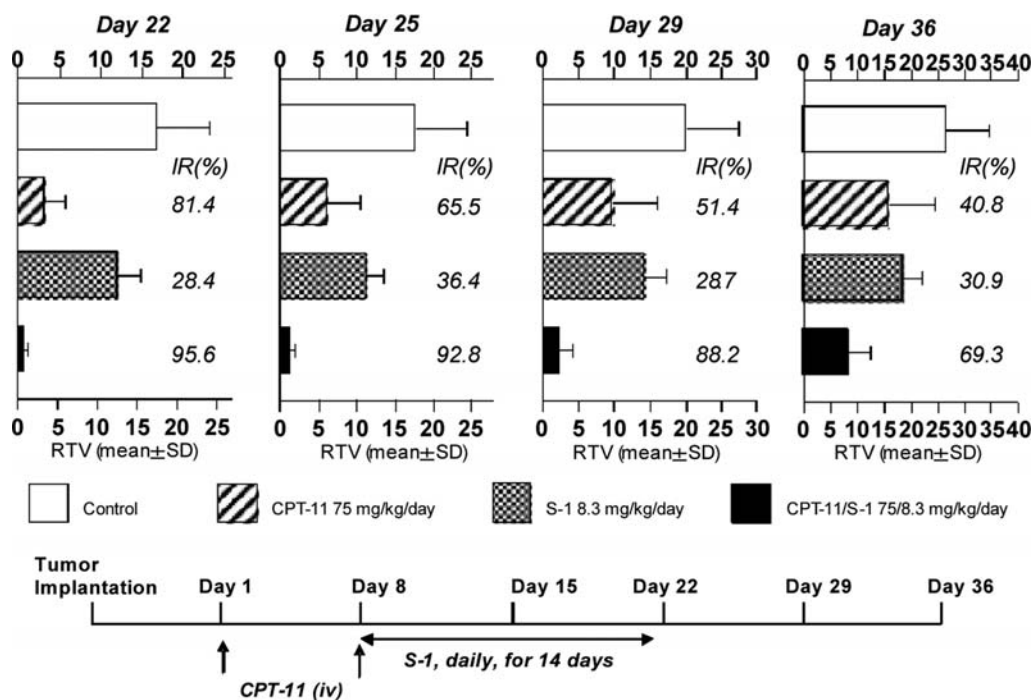 Day 22 Day 25 Day 29 Day 36
0 5 10 15 20 25 0 5 10 15 20 25 0 5 10 15 20 25 30 0 5 10 15 20 25 30 35 40
IR(%) IR(%) IR(%) IR(%)
81.4 65.5 51.4 40.8
28.4 36.4 28.7 30.9
95.6 92.8 88.2 69.3
0 5 10 15 20 25 0 5 10 15 20 25 0 5 10 15 20 25 30 0 5 10 15 20 25 30 35 40
RTV (mean±SD) RTV (mean±SD) RTV (mean±SD) RTV (mean±SD)
Control CPT-11 75 mg/kg/day S-1 8.3 mg/kg/day CPT-11/S-1 75/8.3 mg/kg/day
Tumor
Implantation Day 1 Day 8 Day 15 Day 22 Day 29 Day 36
S-1, daily, for 14 days
CPT-11 (iv)